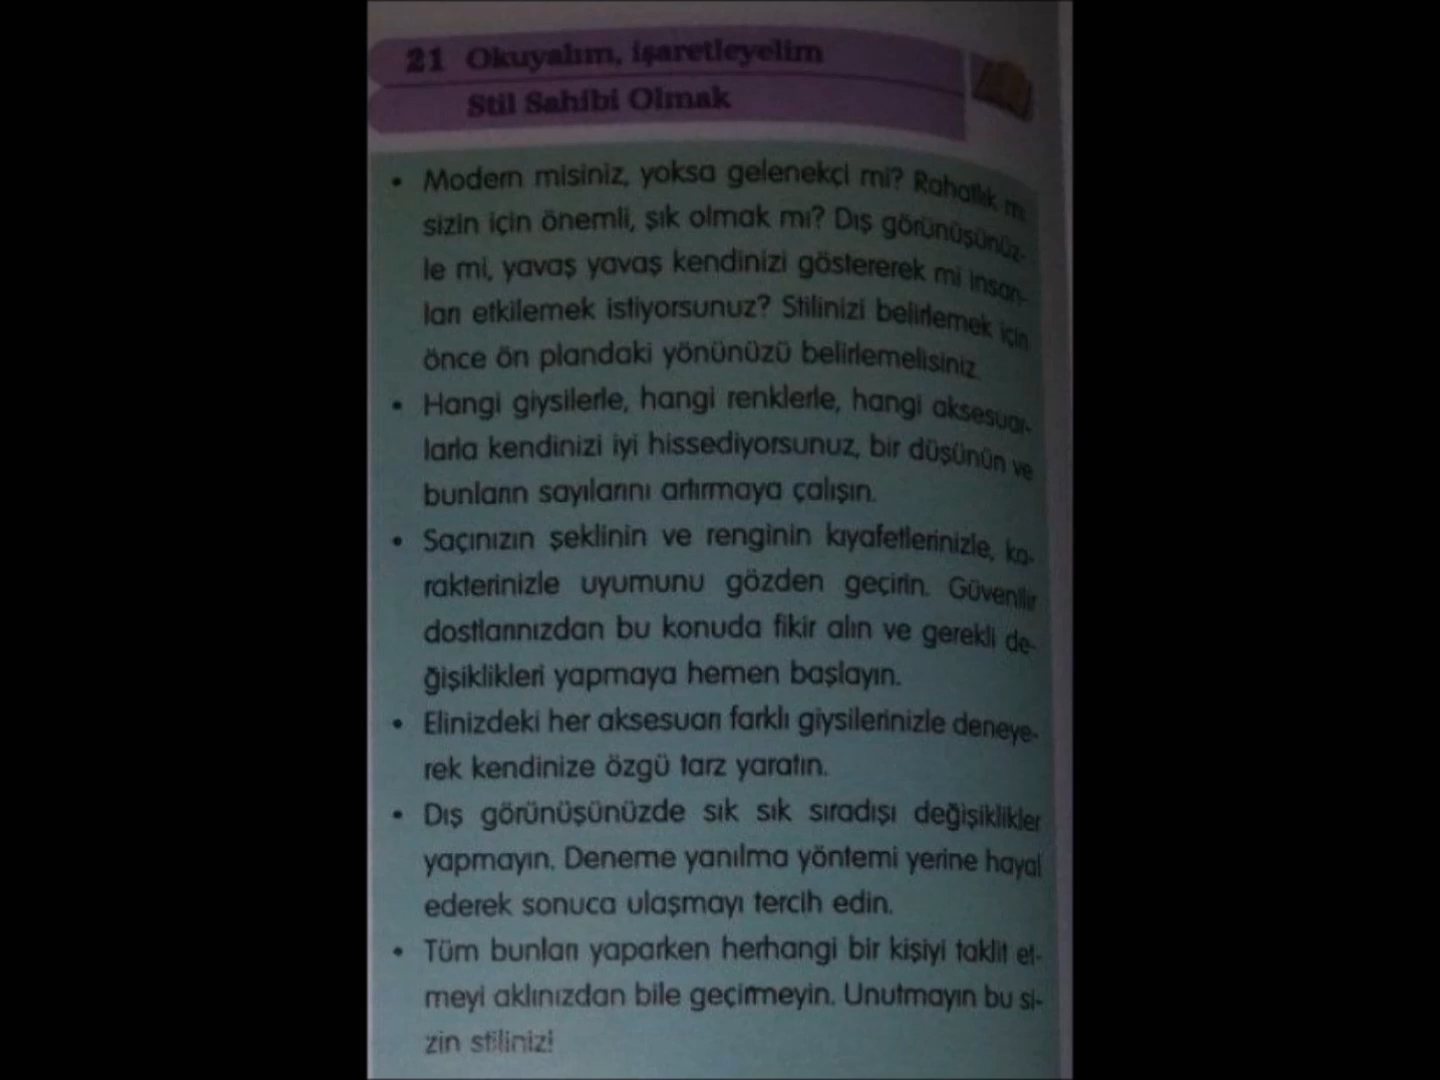 21 Okuyalım, işaretleyelim
Stil Sahibi Olmak
• Modern misiniz, yoksa gelenekçi mi? Rahatlık mı
sizin için önemli, şık olmak mı? Dış görünüşünüz-
le mi, yavaş yavaş kendinizi göstererek mi insan-
ları etkilemek istiyorsunuz? Stilinizi belirlemek için
önce ön plandaki yönünüzü belirlemelisiniz.
• Hangi giysilerle, hangi renklerle, hangi aksesuar-
larla kendinizi iyi hissediyorsunuz, bir düşünün ve
bunların sayılarını artırmaya çalışın.
• Saçınızın şeklinin ve renginin kıyafetlerinizle, ka-
rakterinizle uyumunu gözden geçirin. Güvenilir
dostlarınızdan bu konuda fikir alın ve gerekli de-
ğişiklikleri yapmaya hemen başlayın.
• Elinizdeki her aksesuarı farklı giysilerinizle deneye-
rek kendinize özgü tarz yaratın.
• Dış görünüşünüzde sık sık sıradışı değişiklikler
yapmayın. Deneme yanılma yöntemi yerine hayal
ederek sonuca ulaşmayı tercih edin.
• Tüm bunları yaparken herhangi bir kişiyi taklit et-
meyi aklınızdan bile geçirmeyin. Unutmayın bu si-
zin stiliniz!